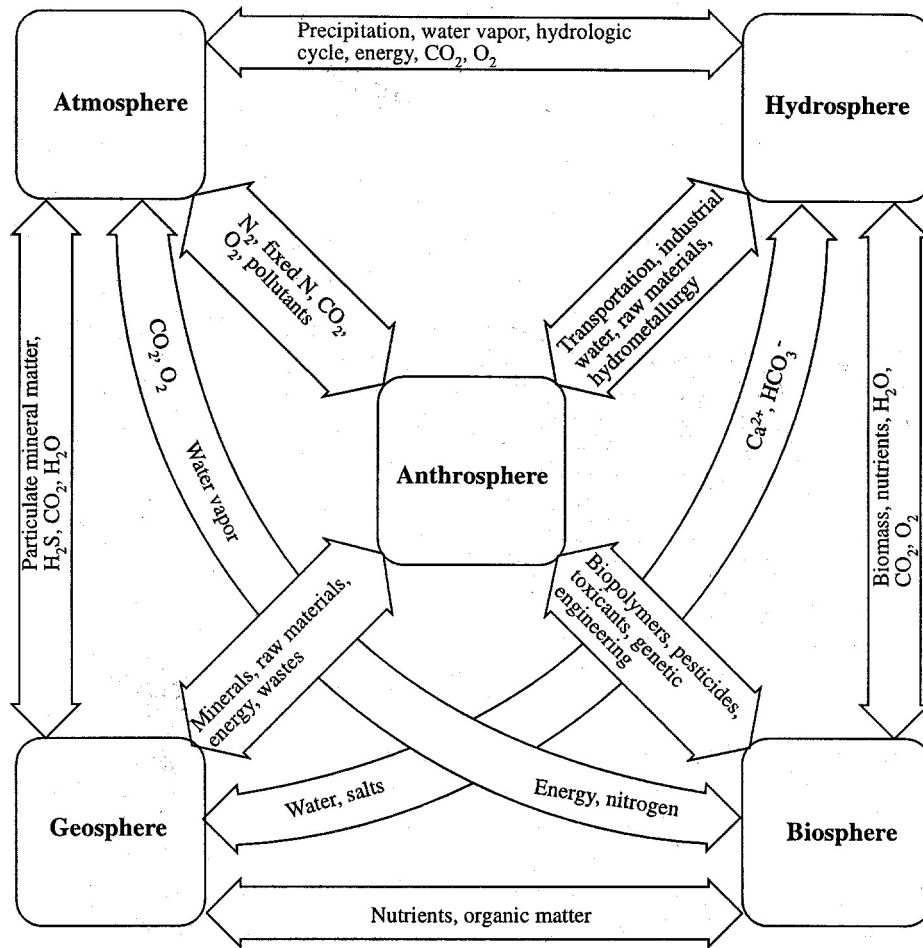 Precipitation, water vapor, hydrologic
cycle, energy, CO₂, O₂
Atmosphere
Hydrosphere
N₂, fixed N, CO₂,
O₂, pollutants
Transportation, industrial
water, raw materials,
hydrometallurgy
CO₂, O₂
Water vapor
Ca²⁺, HCO₃⁻
Particulate mineral matter,
H₂S, CO₂, H₂O
Biomass, nutrients, H₂O,
CO₂, O₂
Anthrosphere
Minerals, raw materials,
energy, wastes
Biopolymers, pesticides,
toxicants, genetic
engineering
Water, salts
Energy, nitrogen
Geosphere
Biosphere
Nutrients, organic matter